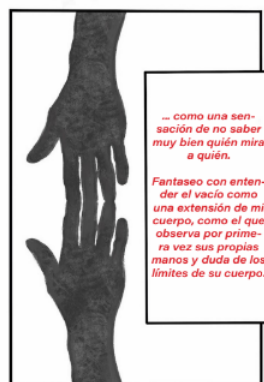 ... como una sen-
sación de no saber
muy bien quién mira
a quién.
Fantaseo con enten-
der el vacío como
una extensión de mi
cuerpo, como el que
observa por prime-
ra vez sus propias
manos y duda de los
límites de su cuerpo.